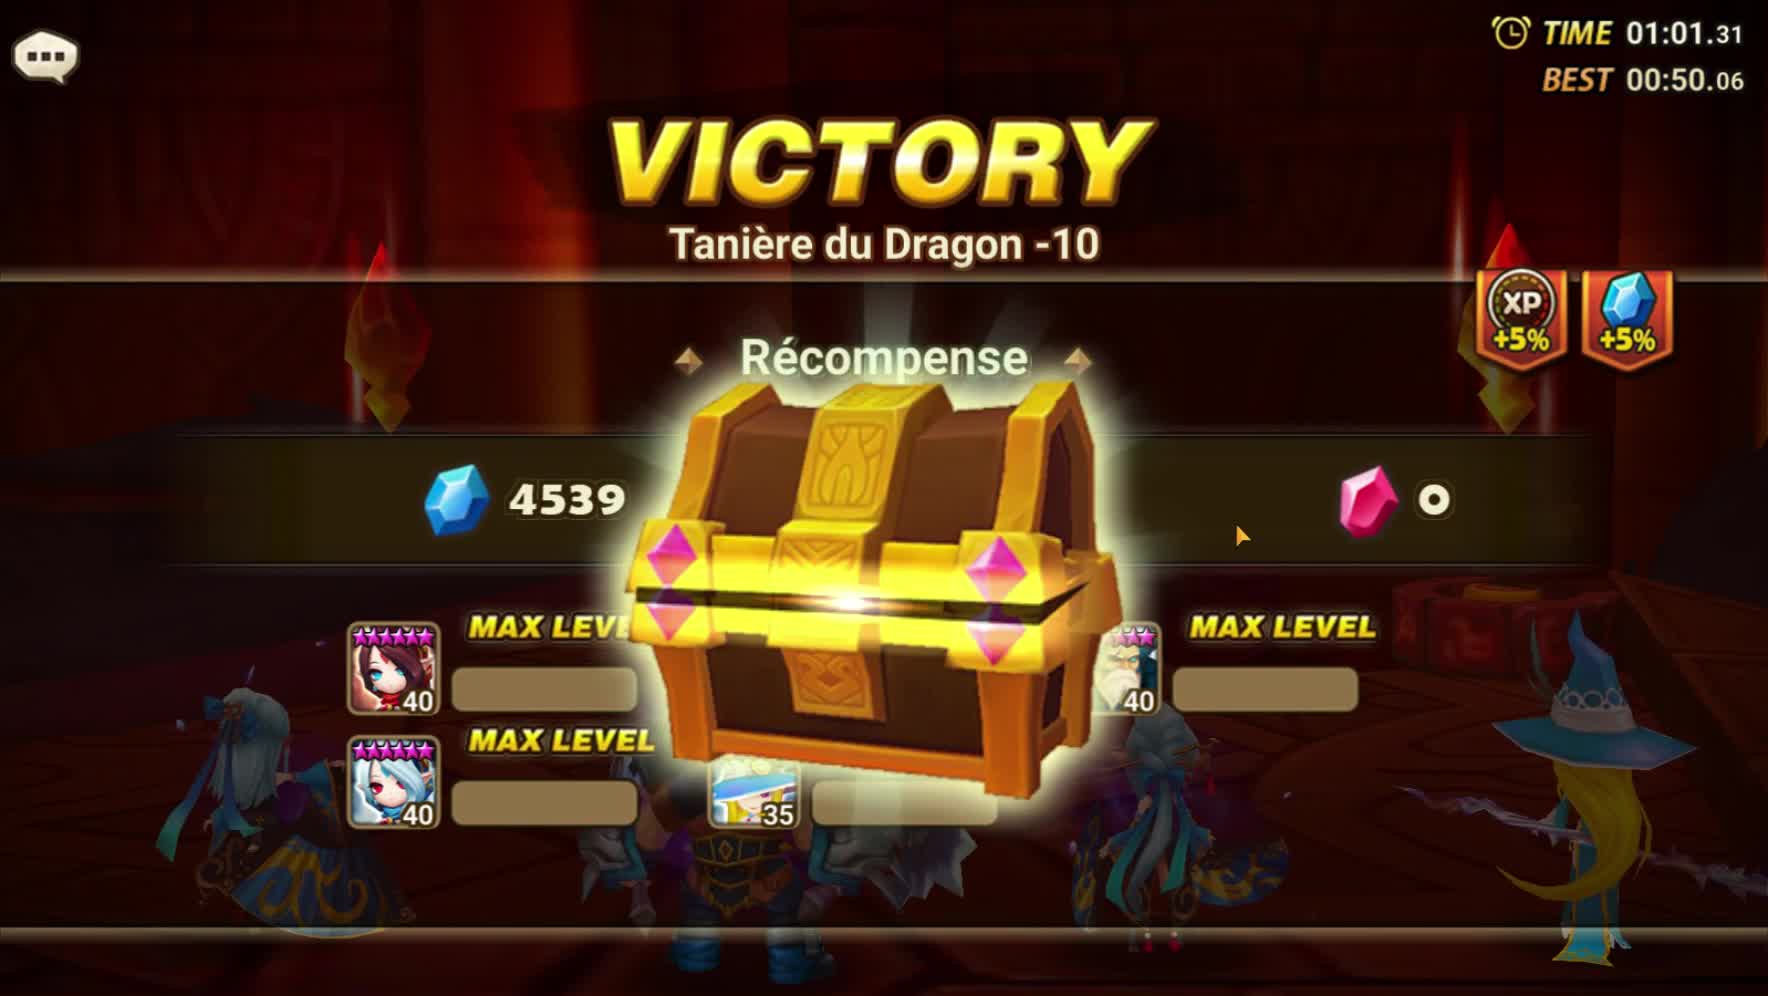 TIME 01:01.31
BEST 00:50.06
VICTORY
Tanière du Dragon -10
XP
+5%
+5%
Récompense
4539
0
MAX LEVE
MAX LEVEL
40
40
MAX LEVEL
40
35